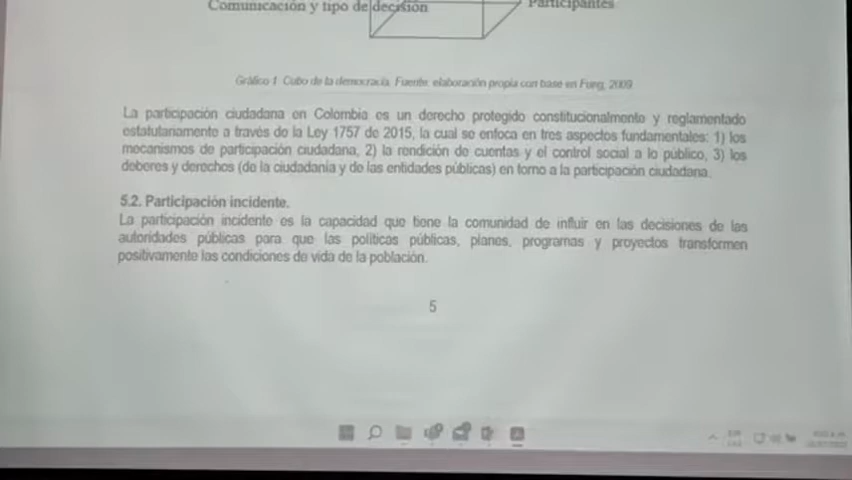 Comunicación y tipo de decisión
Participantes
Gráfico 1. Cubo de la democracia. Fuente: elaboración propia con base en Fung, 2009
La participación ciudadana en Colombia es un derecho protegido constitucionalmente y reglamentado
estatutariamente a través de la Ley 1757 de 2015, la cual se enfoca en tres aspectos fundamentales: 1) los
mecanismos de participación ciudadana, 2) la rendición de cuentas y el control social a lo público, 3) los
deberes y derechos (de la ciudadanía y de las entidades públicas) en torno a la participación ciudadana.
5.2. Participación incidente.
La participación incidente es la capacidad que tiene la comunidad de influir en las decisiones de las
autoridades públicas para que las políticas públicas, planes, programas y proyectos transformen
positivamente las condiciones de vida de la población.
5